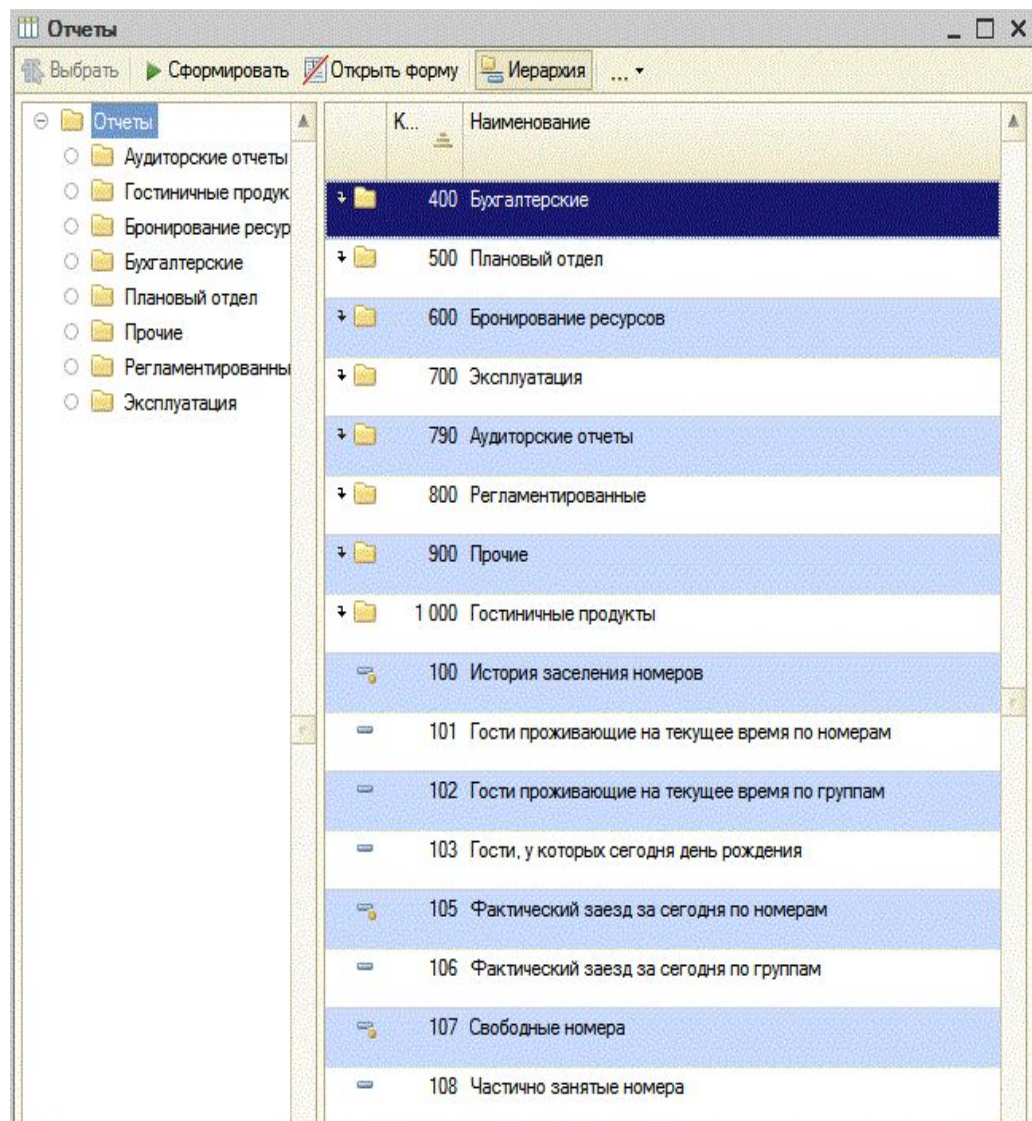 Отчеты
Выбрать Сформировать Открыть форму Иерархия ...
Отчеты
Аудиторские отчеты
Гостиничные продук
Бронирование ресур
Бухгалтерские
Плановый отдел
Прочие
Регламентированны
Эксплуатация
К... Наименование
400 Бухгалтерские
500 Плановый отдел
600 Бронирование ресурсов
700 Эксплуатация
790 Аудиторские отчеты
800 Регламентированные
900 Прочие
1 000 Гостиничные продукты
100 История заселения номеров
101 Гости проживающие на текущее время по номерам
102 Гости проживающие на текущее время по группам
103 Гости, у которых сегодня день рождения
105 Фактический заезд за сегодня по номерам
106 Фактический заезд за сегодня по группам
107 Свободные номера
108 Частично занятые номера